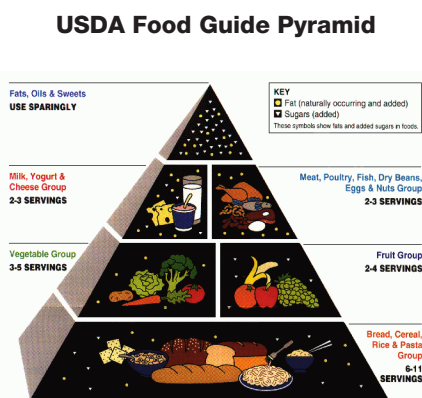 USDA Food Guide Pyramid
Fats, Oils & Sweets
USE SPARINGLY
KEY
Fat (naturally occurring and added)
Sugars (added)
These symbols show fats and added sugars in foods.
Milk, Yogurt &
Cheese Group
2-3 SERVINGS
Meat, Poultry, Fish, Dry Beans,
Eggs & Nuts Group
2-3 SERVINGS
Vegetable Group
3-5 SERVINGS
Fruit Group
2-4 SERVINGS
Bread, Cereal,
Rice & Pasta
Group
6-11
SERVINGS